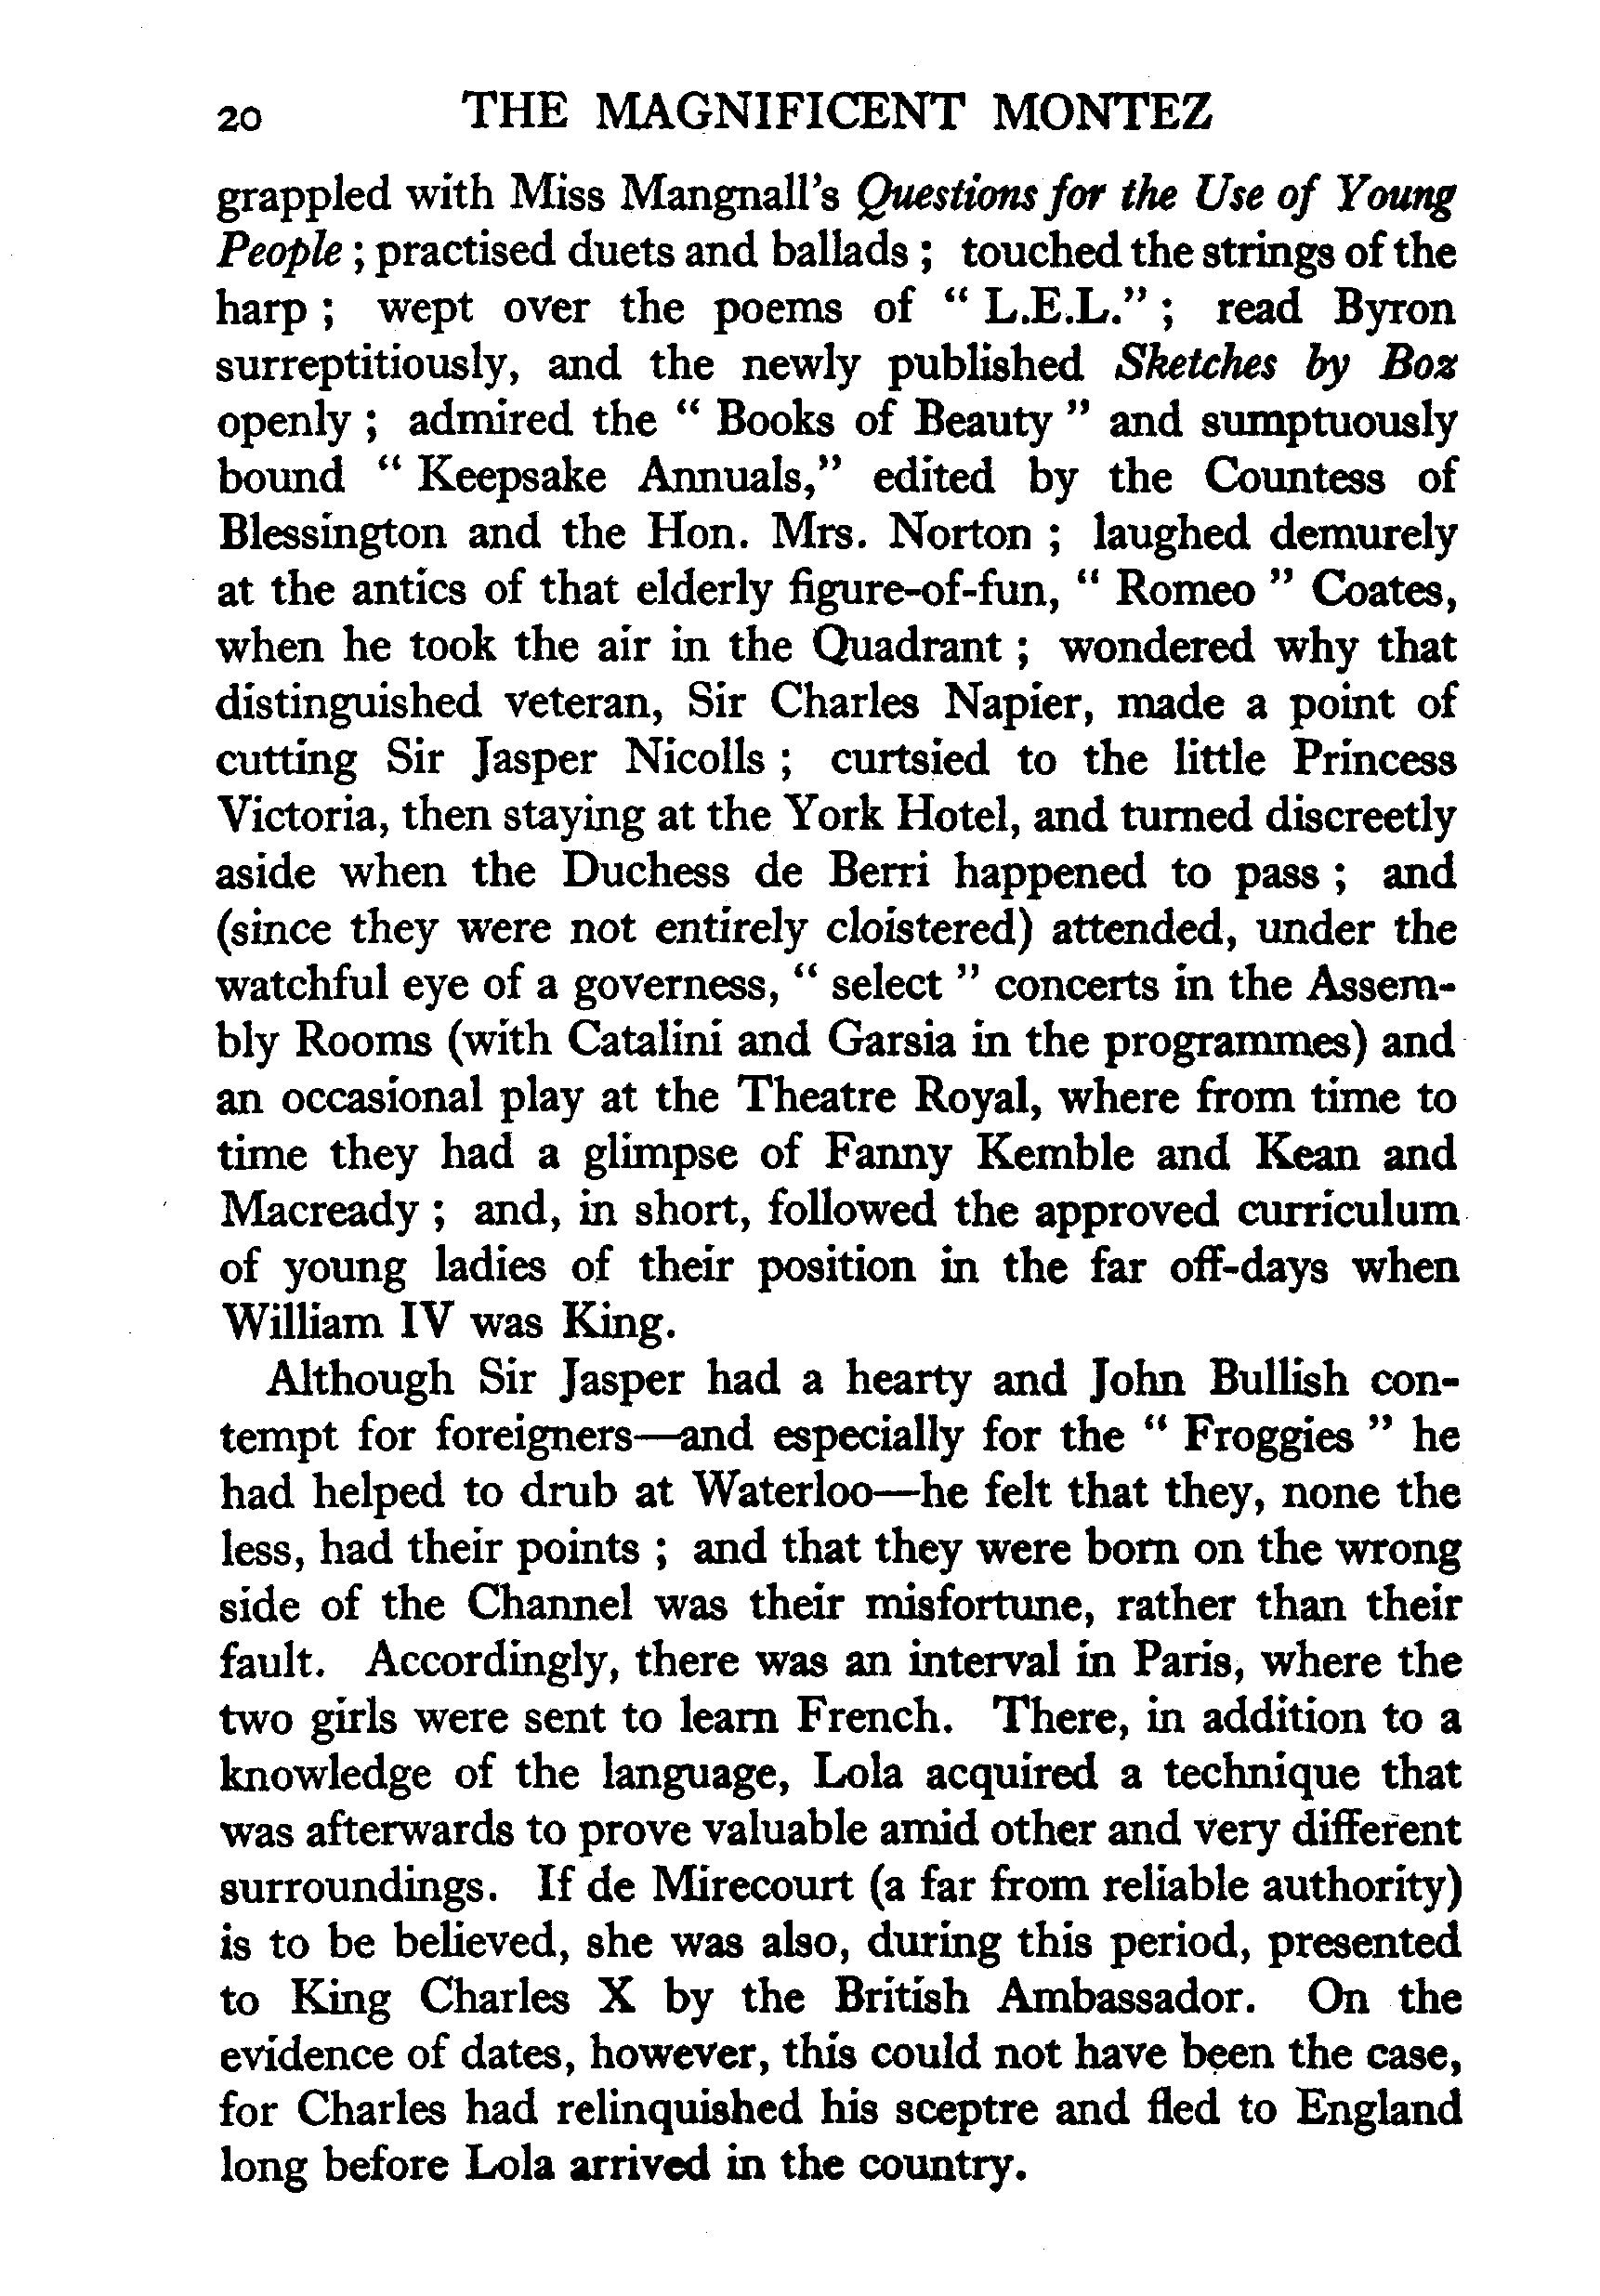 20 THE MAGNIFICENT MONTEZ
grappled with Miss Mangnall's Questions for the Use of Young
People ; practised duets and ballads ; touched the strings of the
harp ; wept over the poems of " L.E.L." ; read Byron
surreptitiously, and the newly published Sketches by Boz
openly ; admired the " Books of Beauty " and sumptuously
bound " Keepsake Annuals," edited by the Countess of
Blessington and the Hon. Mrs. Norton ; laughed demurely
at the antics of that elderly figure-of-fun, " Romeo " Coates,
when he took the air in the Quadrant ; wondered why that
distinguished veteran, Sir Charles Napier, made a point of
cutting Sir Jasper Nicolls ; curtsied to the little Princess
Victoria, then staying at the York Hotel, and turned discreetly
aside when the Duchess de Berri happened to pass ; and
(since they were not entirely cloistered) attended, under the
watchful eye of a governess, " select " concerts in the Assem-
bly Rooms (with Catalini and Garsia in the programmes) and
an occasional play at the Theatre Royal, where from time to
time they had a glimpse of Fanny Kemble and Kean and
Macready ; and, in short, followed the approved curriculum
of young ladies of their position in the far off-days when
William IV was King.
Although Sir Jasper had a hearty and John Bullish con-
tempt for foreigners—and especially for the " Froggies " he
had helped to drub at Waterloo—he felt that they, none the
less, had their points ; and that they were born on the wrong
side of the Channel was their misfortune, rather than their
fault. Accordingly, there was an interval in Paris, where the
two girls were sent to learn French. There, in addition to a
knowledge of the language, Lola acquired a technique that
was afterwards to prove valuable amid other and very different
surroundings. If de Mirecourt (a far from reliable authority)
is to be believed, she was also, during this period, presented
to King Charles X by the British Ambassador. On the
evidence of dates, however, this could not have been the case,
for Charles had relinquished his sceptre and fled to England
long before Lola arrived in the country.